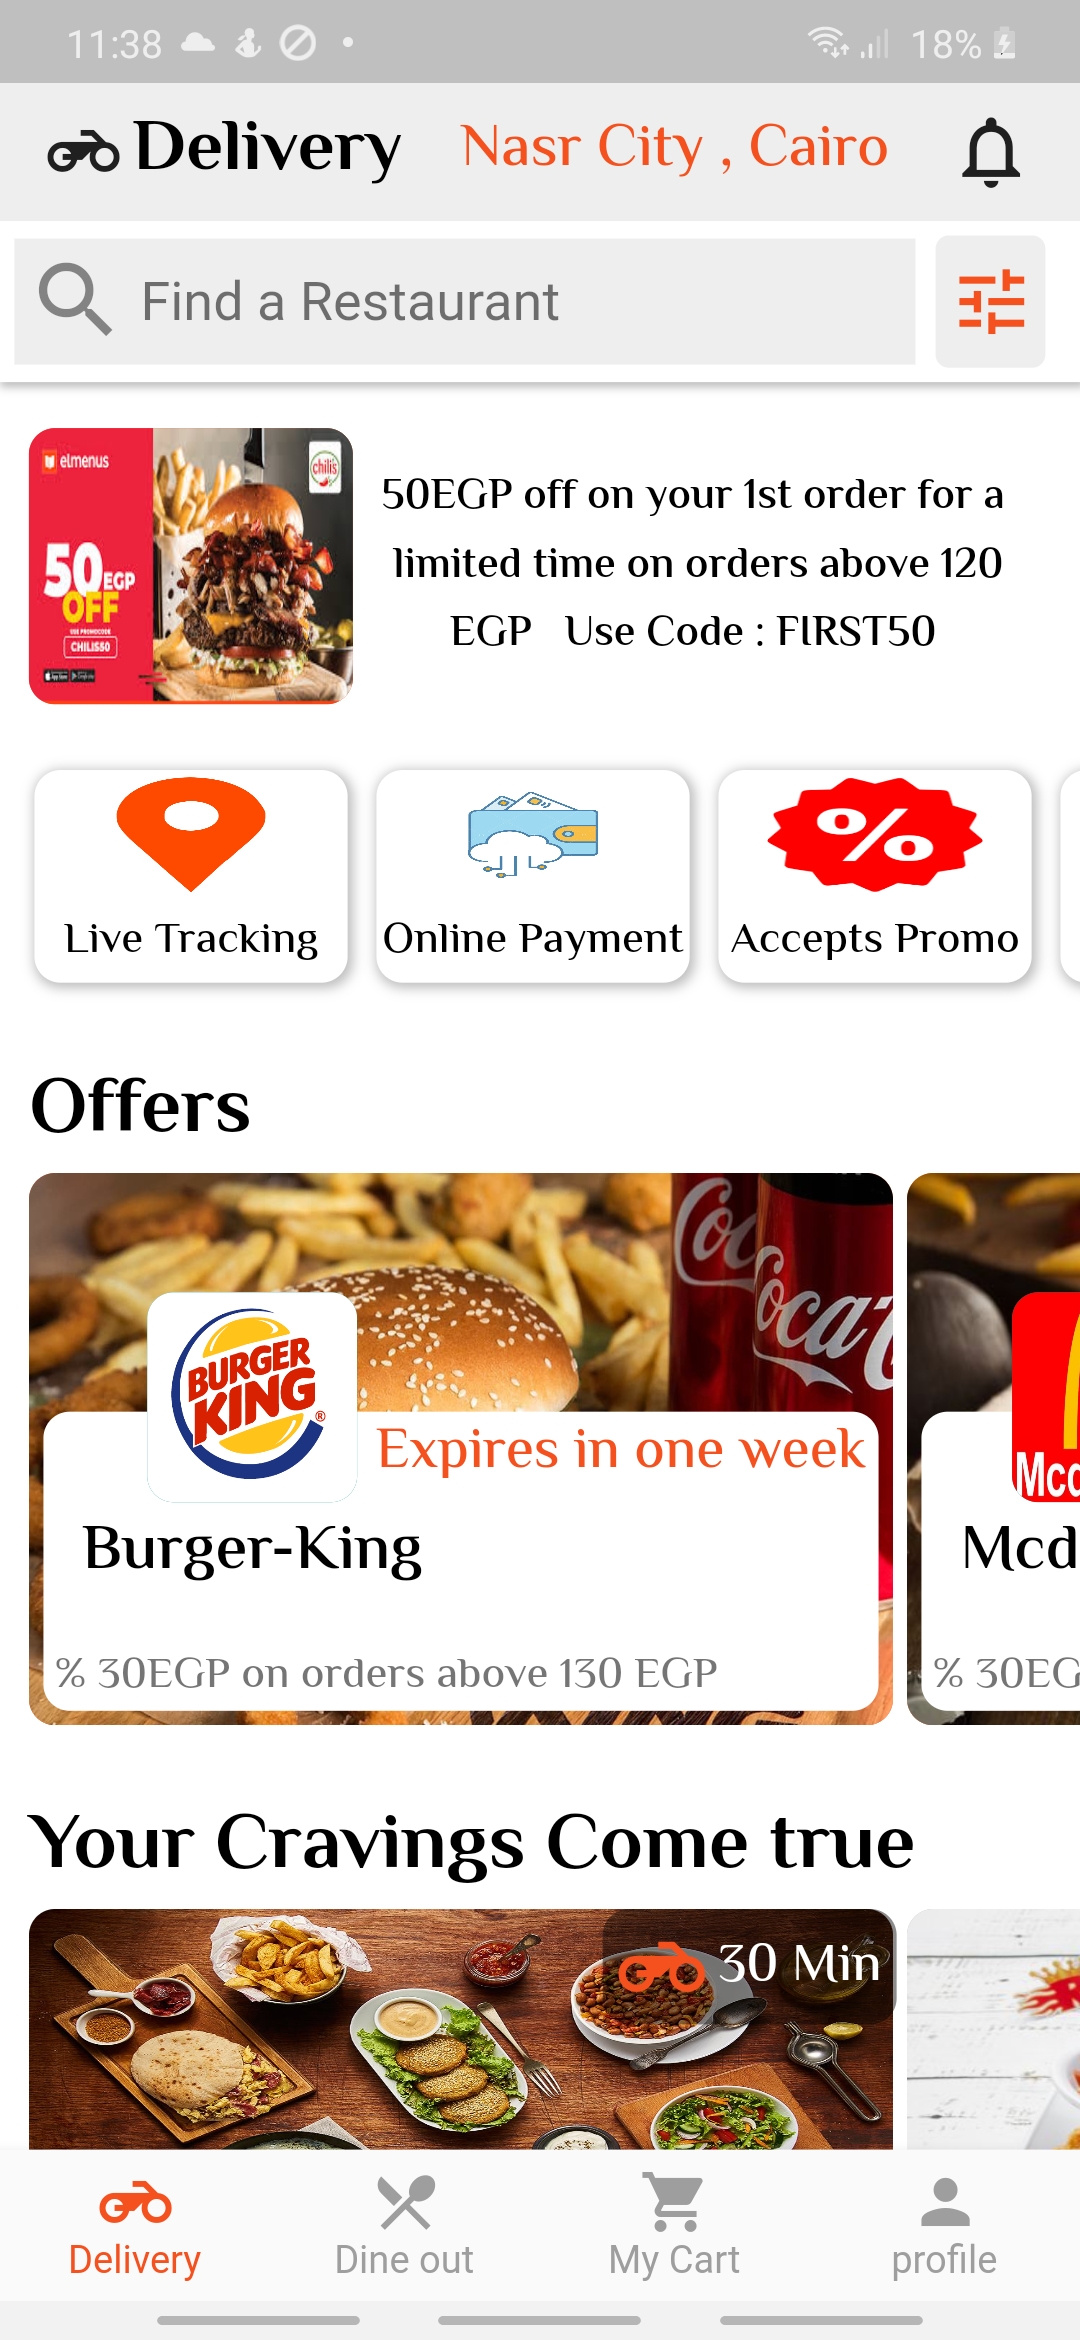 11:38
18%
Delivery
Nasr City , Cairo
Find a Restaurant
elmenus
chilis
50EGP
OFF
USE PROMOCODE
CHILIS50
50EGP off on your 1st order for a
limited time on orders above 120
EGP Use Code : FIRST50
Live Tracking
Online Payment
Accepts Promo
Offers
Coca
BURGER
KING
®
Expires in one week
Burger-King
% 30EGP on orders above 130 EGP
Mcd
Mcd
% 30EG
Your Cravings Come true
30 Min
Delivery
Dine out
My Cart
profile